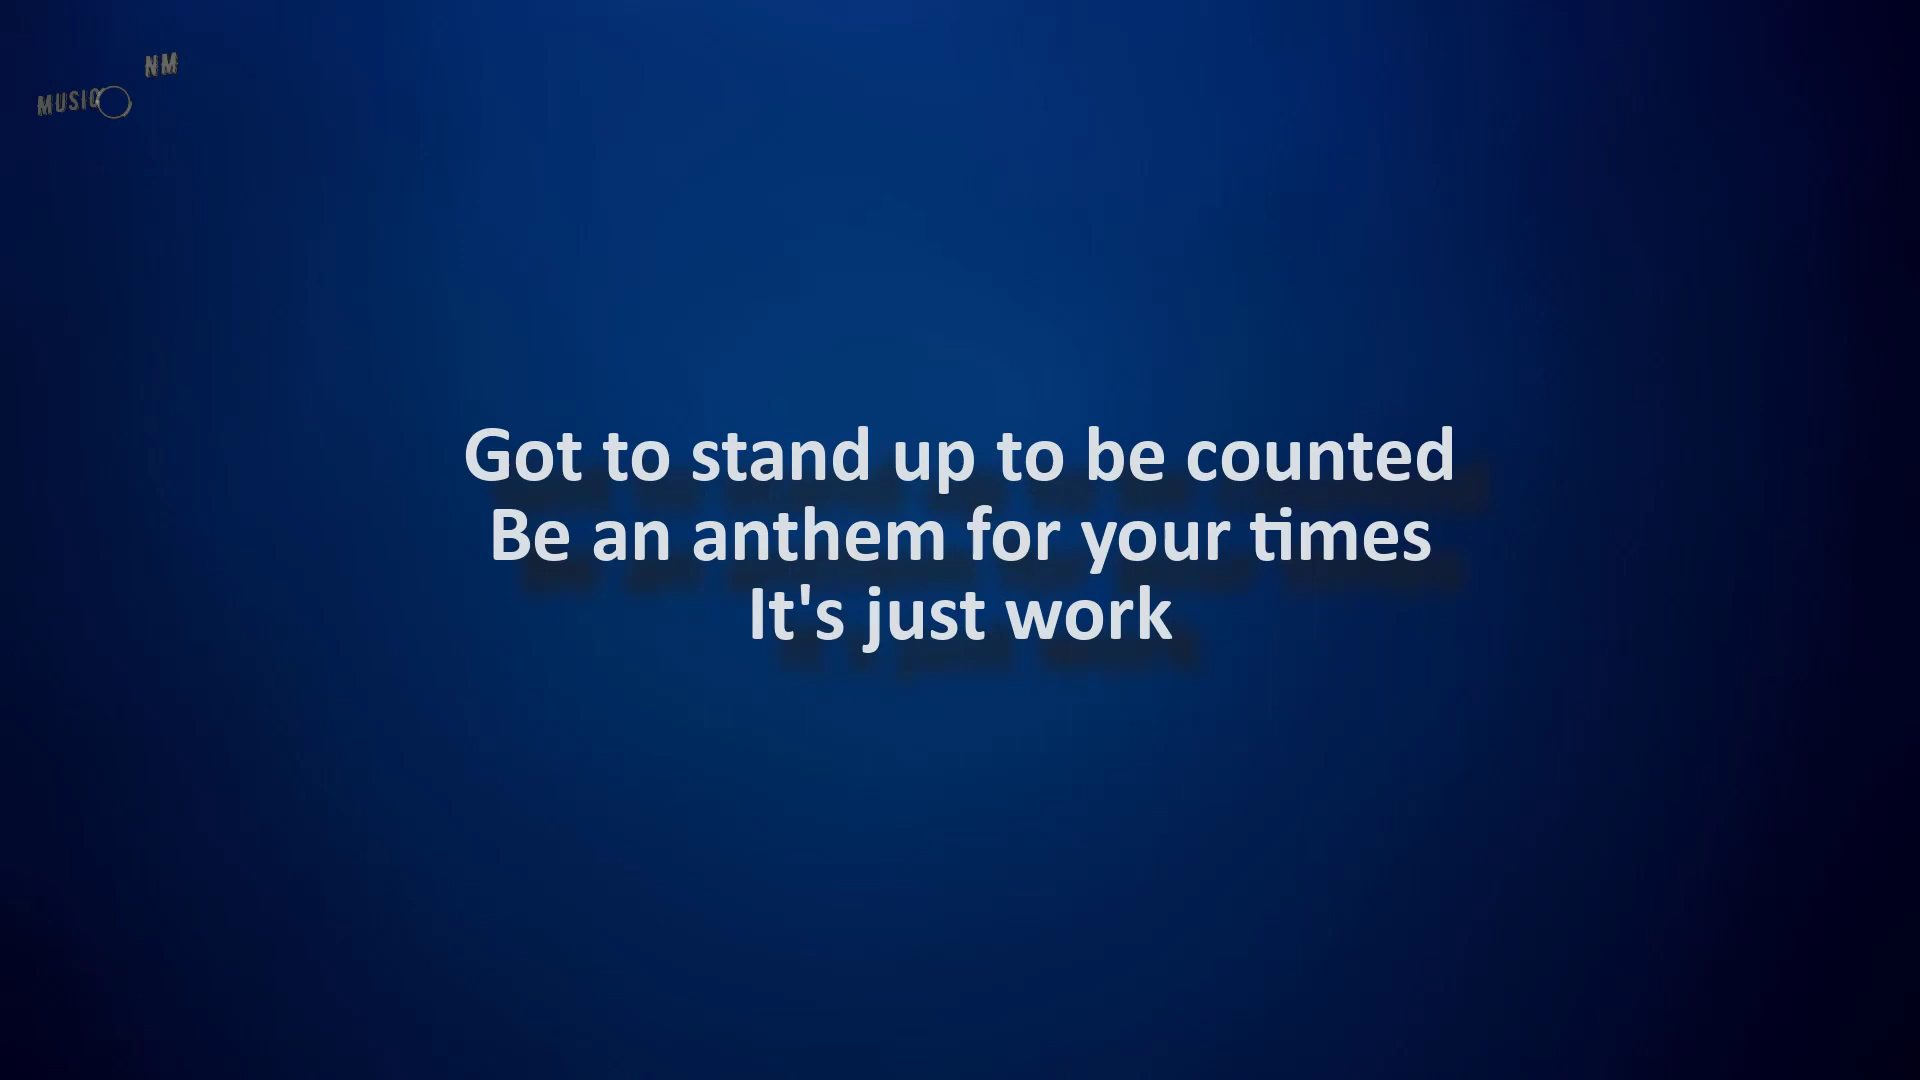 NM
MUSIC
Got to stand up to be counted
Be an anthem for your times
It's just work